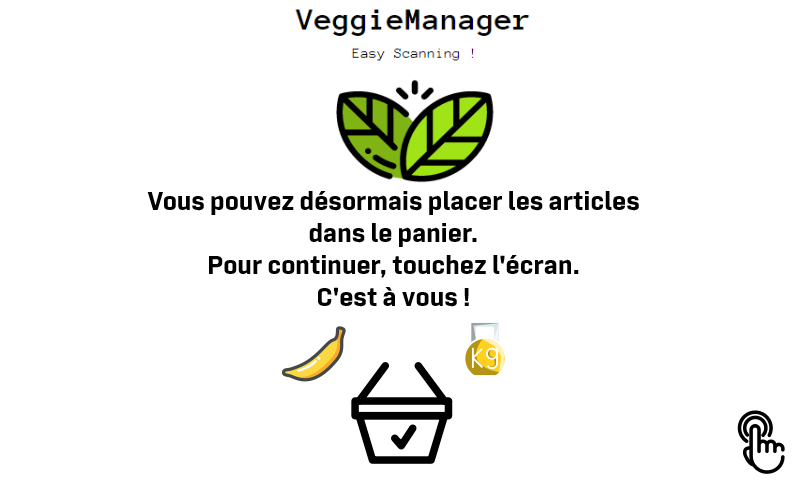 VeggieManager
Easy Scanning !
Vous pouvez désormais placer les articles
dans le panier.
Pour continuer, touchez l'écran.
C'est à vous !
kg